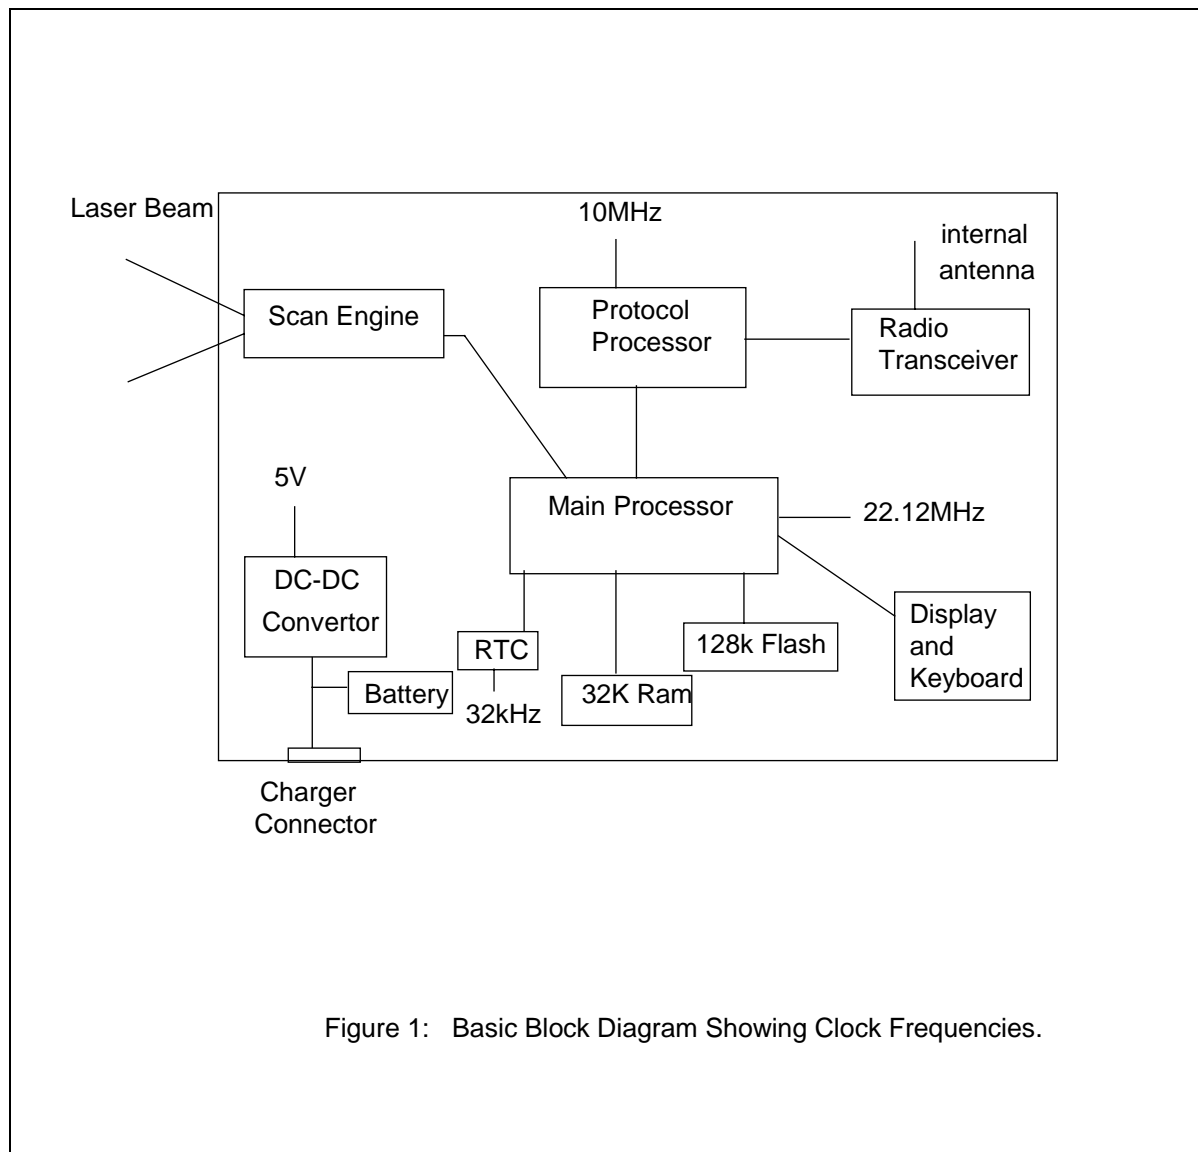 Laser Beam
10MHz
internal
antenna
Scan Engine
Protocol
Processor
Radio
Transceiver
5V
Main Processor
22.12MHz
DC-DC
Convertor
RTC
128k Flash
Display
and
Keyboard
Battery
32kHz
32K Ram
Charger
Connector
Figure 1: Basic Block Diagram Showing Clock Frequencies.